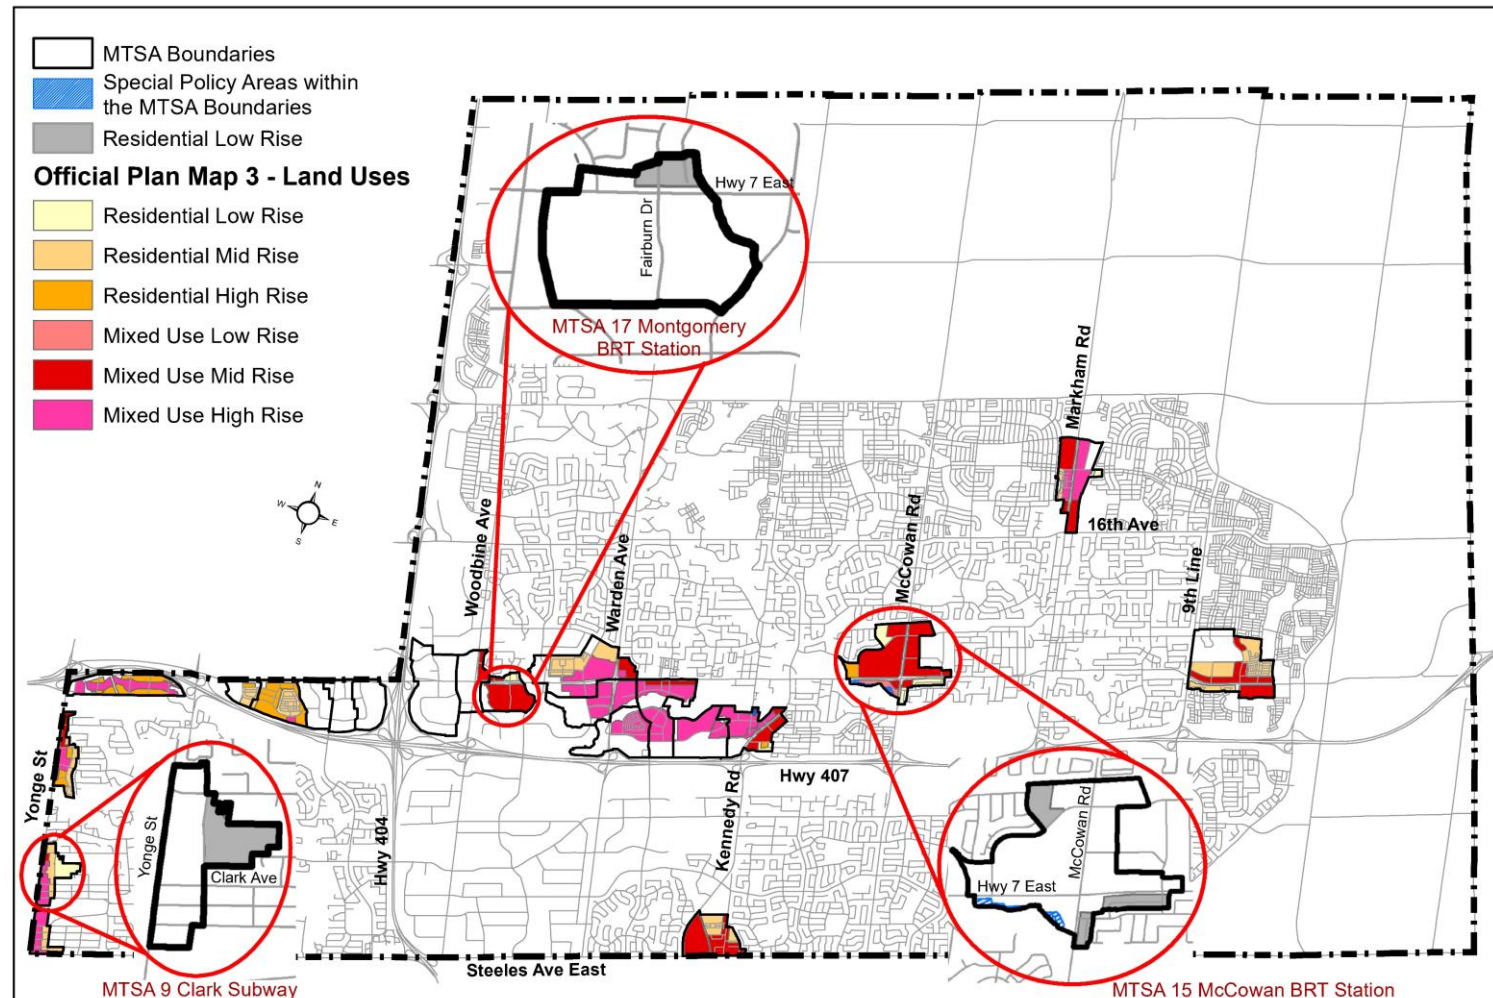 MTSA Boundaries
Special Policy Areas within
the MTSA Boundaries
Residential Low Rise
Official Plan Map 3 - Land Uses
Residential Low Rise
Residential Mid Rise
Residential High Rise
Mixed Use Low Rise
Mixed Use Mid Rise
Mixed Use High Rise
Hwy 7 East
Fairburn Dr
MTSA 17 Montgomery
BRT Station
N
W
E
S
Markham Rd
16th Ave
Woodbine Ave
Warden Ave
McCowan Rd
9th Line
Yonge St
Hwy 404
Hwy 407
Kennedy Rd
Steeles Ave East
Yonge St
Clark Ave
MTSA 9 Clark Subway
McCowan Rd
Hwy 7 East
MTSA 15 McCowan BRT Station